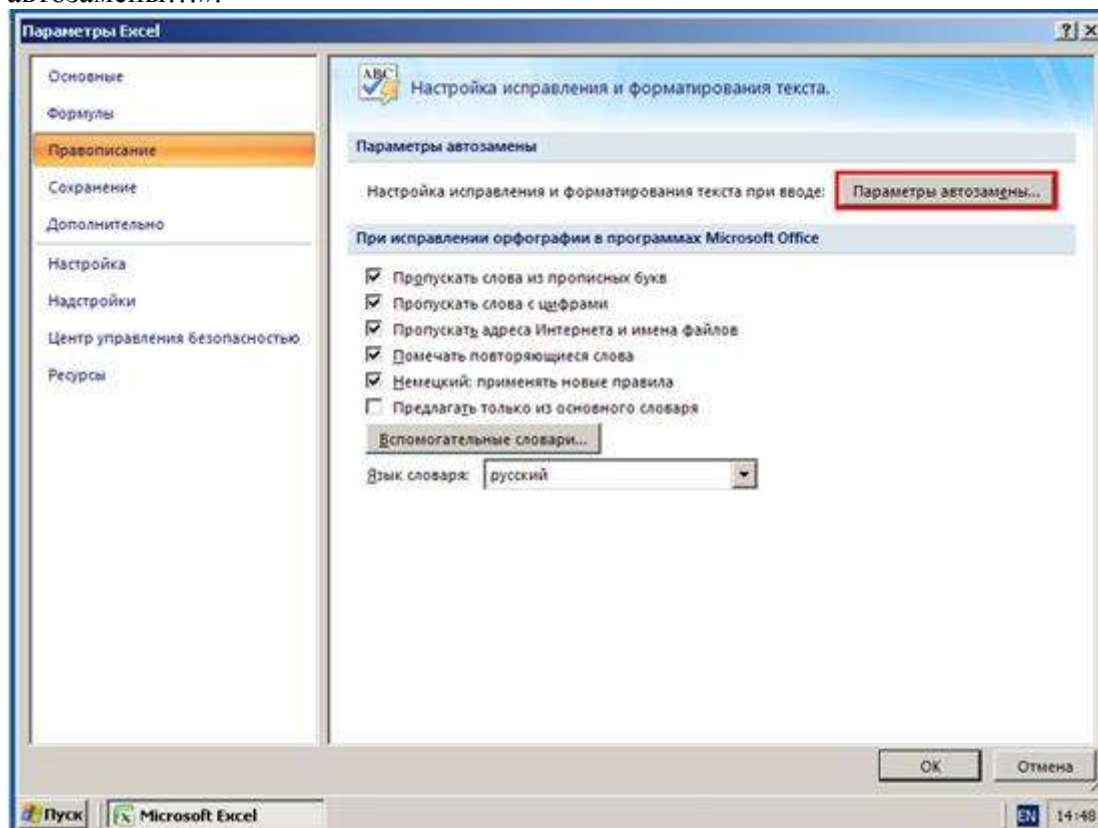 автозамены…».
Параметры Excel
Основные
Формулы
Правописание
Сохранение
Дополнительно
Настройка
Надстройки
Центр управления безопасностью
Ресурсы
ABC
Настройка исправления и форматирования текста.
Параметры автозамены
Настройка исправления и форматирования текста при вводе: Параметры автозамены...
При исправлении орфографии в программах Microsoft Office
Пропускать слова из прописных букв
Пропускать слова с цифрами
Пропускать адреса Интернета и имена файлов
Помечать повторяющиеся слова
Немецкий: применять новые правила
Предлагать только из основного словаря
Вспомогательные словари...
Язык словаря: русский
ОК Отмена
Пуск Microsoft Excel EN 14:48